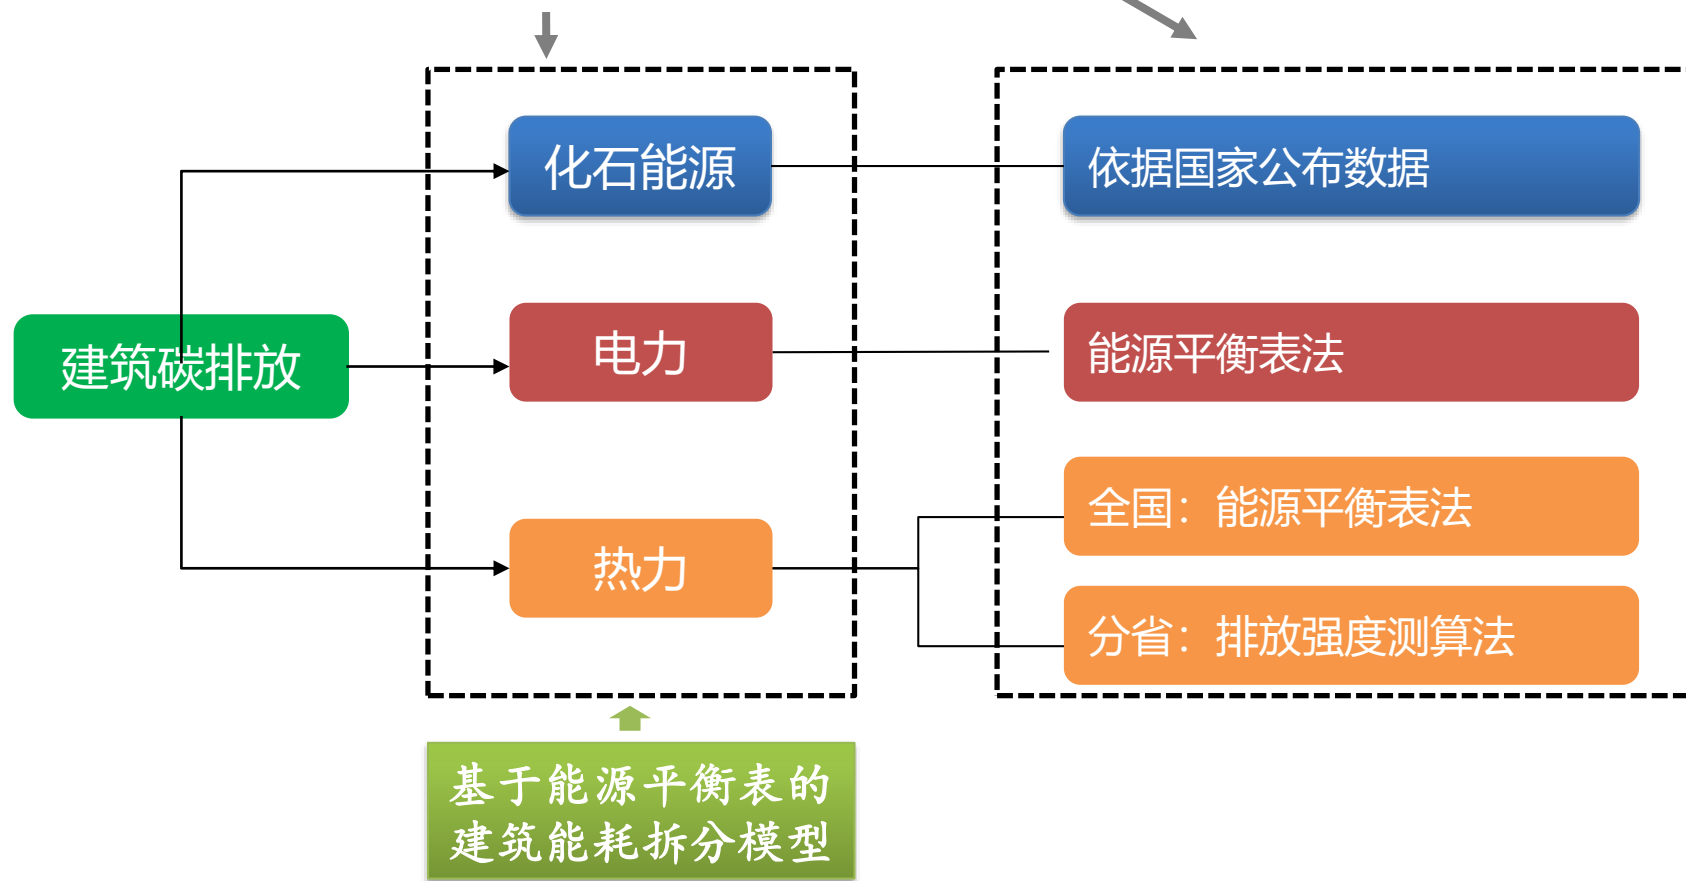 化石能源
依据国家公布数据
电力
能源平衡表法
建筑碳排放
全国：能源平衡表法
热力
分省：排放强度测算法
基于能源平衡表的
建筑能耗拆分模型